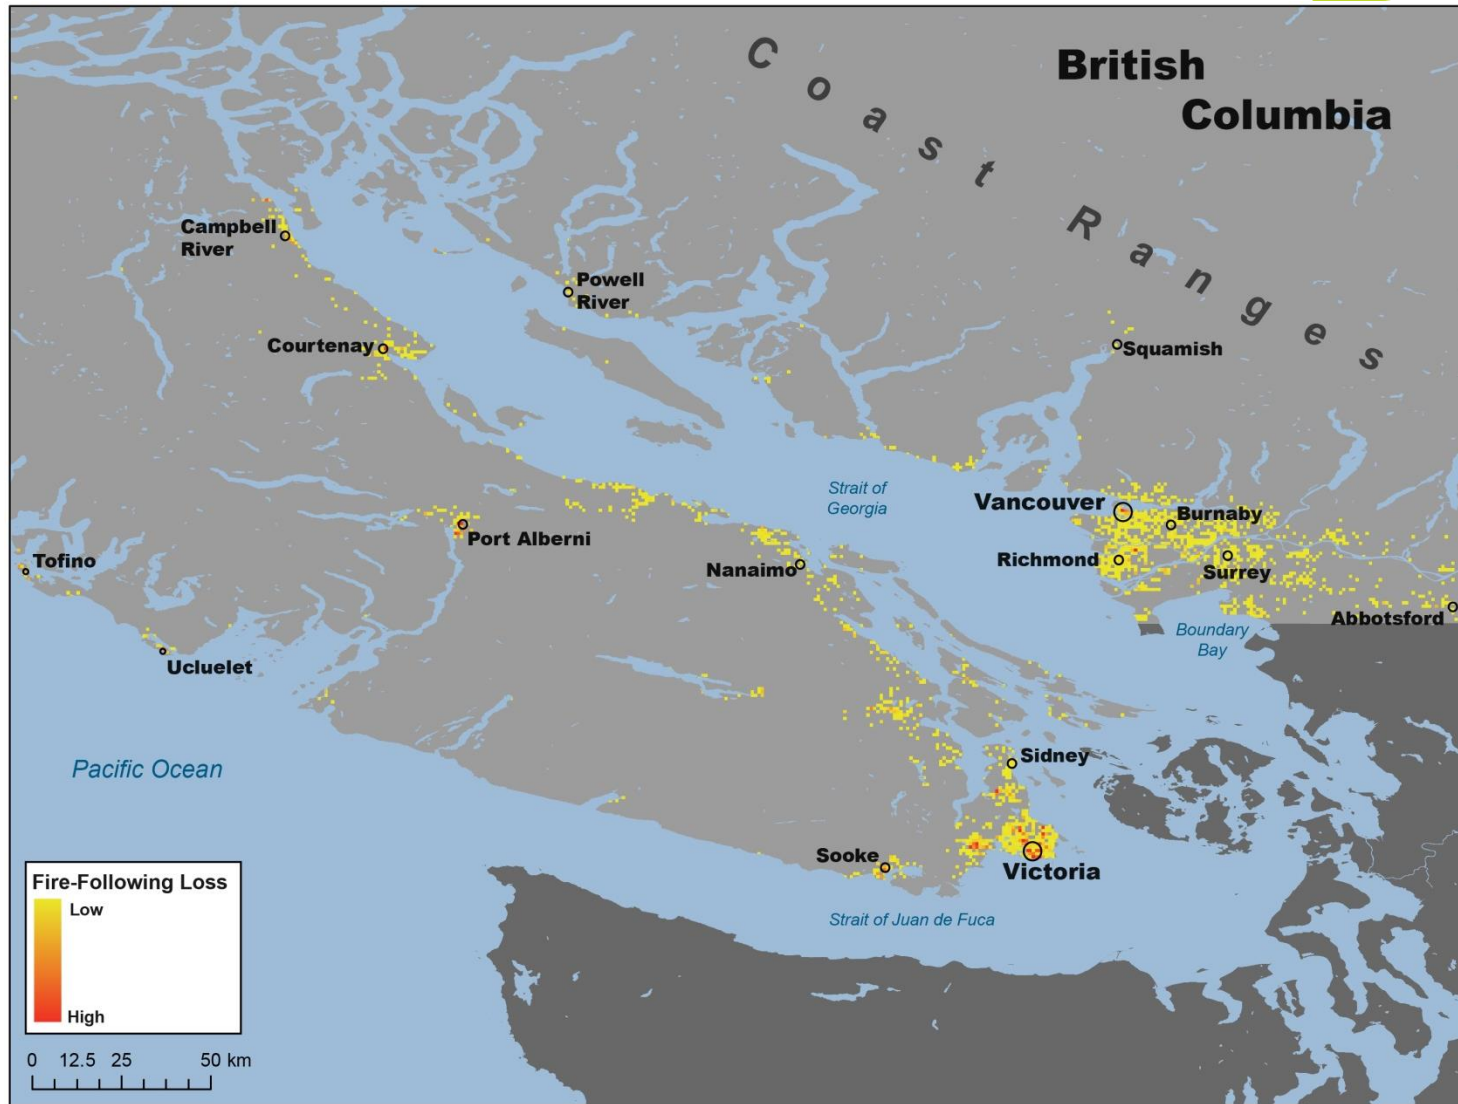 British
Columbia
Coast Ranges
Campbell
River
Powell
River
Courtenay
Squamish
Strait of
Georgia
Vancouver
Burnaby
Port Alberni
Tofino
Nanaimo
Richmond
Surrey
Abbotsford
Boundary
Bay
Ucluelet
Pacific Ocean
Sidney
Sooke
Victoria
Strait of Juan de Fuca
Fire-Following Loss
Low
High
0 12.5 25 50 km